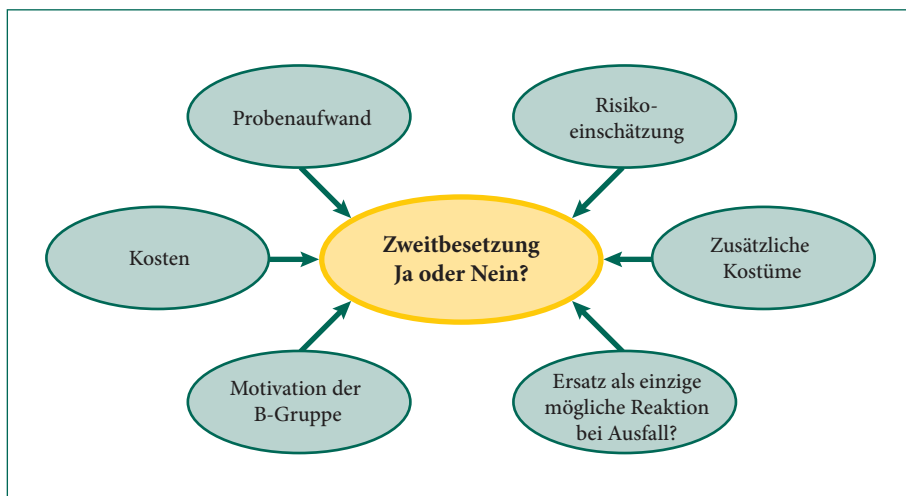 Probenaufwand
Risiko-
einschätzung
Kosten
Zweitbesetzung
Ja oder Nein?
Zusätzliche
Kostüme
Motivation der
B-Gruppe
Ersatz als einzige
mögliche Reaktion
bei Ausfall?